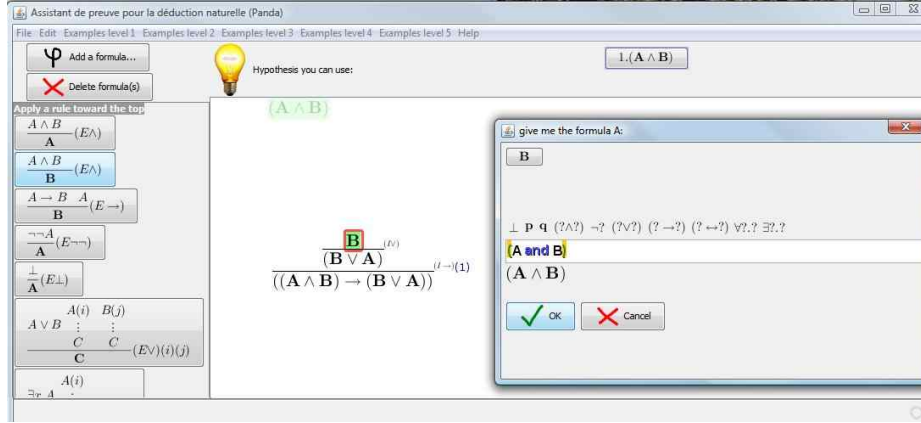 Assistant de preuve pour la déduction naturelle (Panda)
File Edit Examples level 1 Examples level 2 Examples level 3 Examples level 4 Examples level 5 Help
φ Add a formula...
Delete formula(s)
Hypothesis you can use:
1.(A ∧ B)
Apply a rule toward the top
A ∧ B
A
(E∧)
A ∧ B
B
(E∧)
A → B A
B
(E →)
¬¬A
A
(E¬¬)
⊥
A
(E⊥)
A(i) B(j)
A ∨ B ⋮ ⋮
C C
C
(E∨)(i)(j)
A(i)
∃x A
(A ∧ B)
B
(I∨)
(B ∨ A)
(I →)(1)
((A ∧ B) → (B ∨ A))
give me the formula A:
B
⊥ p q (?∧?) ¬? (?∨?) (? →?) (? ↔?) ∀?.? ∃?.?
(A and B)
(A ∧ B)
OK
Cancel